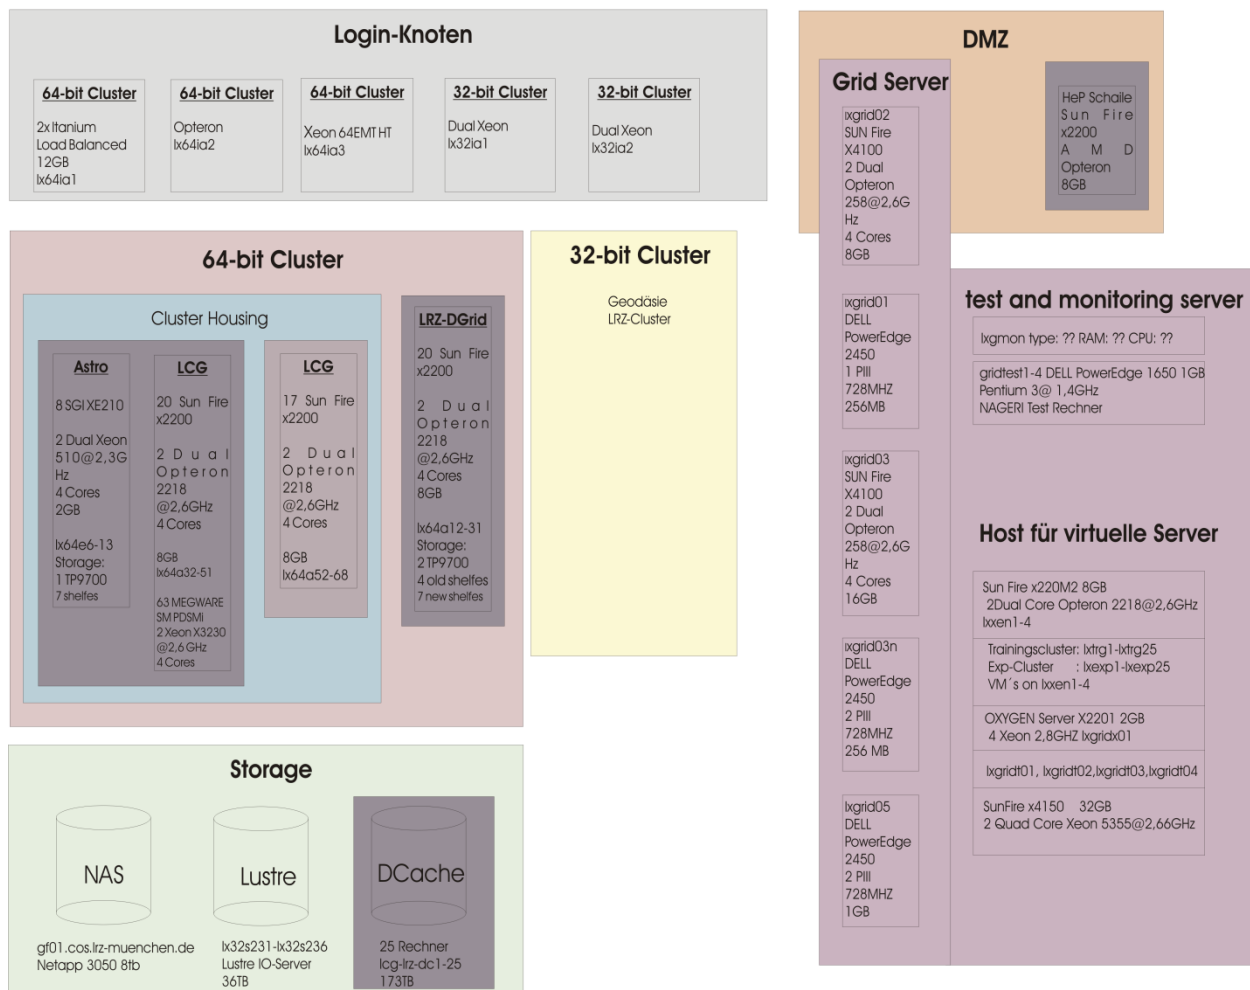 Login-Knoten
64-bit Cluster
2x Itanium
Load Balanced
12GB
lx64ia1
64-bit Cluster
Opteron
lx64ia2
64-bit Cluster
Xeon 64EMT HT
lx64ia3
32-bit Cluster
Dual Xeon
lx32ia1
32-bit Cluster
Dual Xeon
lx32ia2
64-bit Cluster
Cluster Housing
Astro
8 SGI XE210
2 Dual Xeon
510@2,3G
Hz
4 Cores
2GB
lx64e6-13
Storage:
1 TP9700
7 shelfes
LCG
20 Sun Fire
x2200
2 Dual
Opteron
2218
@2,6GHz
4 Cores
8GB
lx64a32-51
63 MEGWARE
SM PDSMi
2 Xeon X3230
@2,6 GHz
4 Cores
LCG
17 Sun Fire
x2200
2 Dual
Opteron
2218
@2,6GHz
4 Cores
8GB
lx64a52-68
LRZ-DGrid
20 Sun Fire
x2200
2 Dual
Opteron
2218
@2,6GHz
4 Cores
8GB
lx64a12-31
Storage:
2 TP9700
4 old shelfes
7 new shelfes
32-bit Cluster
Geodäsie
LRZ-Cluster
Storage
NAS
gf01.cos.lrz-muenchen.de
Netapp 3050 8tb
Lustre
lx32s231-lx32s236
Lustre IO-Server
36TB
DCache
25 Rechner
lcg-lrz-dc1-25
173TB
DMZ
HeP Schaile
Sun Fire
x2200
A M D
Opteron
8GB
Grid Server
lxgrid02
SUN Fire
X4100
2 Dual
Opteron
258@2,6G
Hz
4 Cores
8GB
lxgrid01
DELL
PowerEdge
2450
1 PIII
728MHZ
256MB
lxgrid03
SUN Fire
X4100
2 Dual
Opteron
258@2,6G
Hz
4 Cores
16GB
lxgrid03n
DELL
PowerEdge
2450
2 PIII
728MHZ
256 MB
lxgrid05
DELL
PowerEdge
2450
2 PIII
728MHZ
1GB
test and monitoring server
lxgmon type: ?? RAM: ?? CPU: ??
gridtest1-4 DELL PowerEdge 1650 1GB
Pentium 3@ 1,4GHz
NAGERI Test Rechner
Host für virtuelle Server
Sun Fire x220M2 8GB
2Dual Core Opteron 2218@2,6GHz
lxxen1-4
Trainingscluster: lxtrg1-lxtrg25
Exp-Cluster : lxexp1-lxexp25
VM´s on lxxen1-4
OXYGEN Server X2201 2GB
4 Xeon 2,8GHZ lxgridx01
lxgridt01, lxgridt02,lxgridt03,lxgridt04
SunFire x4150 32GB
2 Quad Core Xeon 5355@2,66GHz